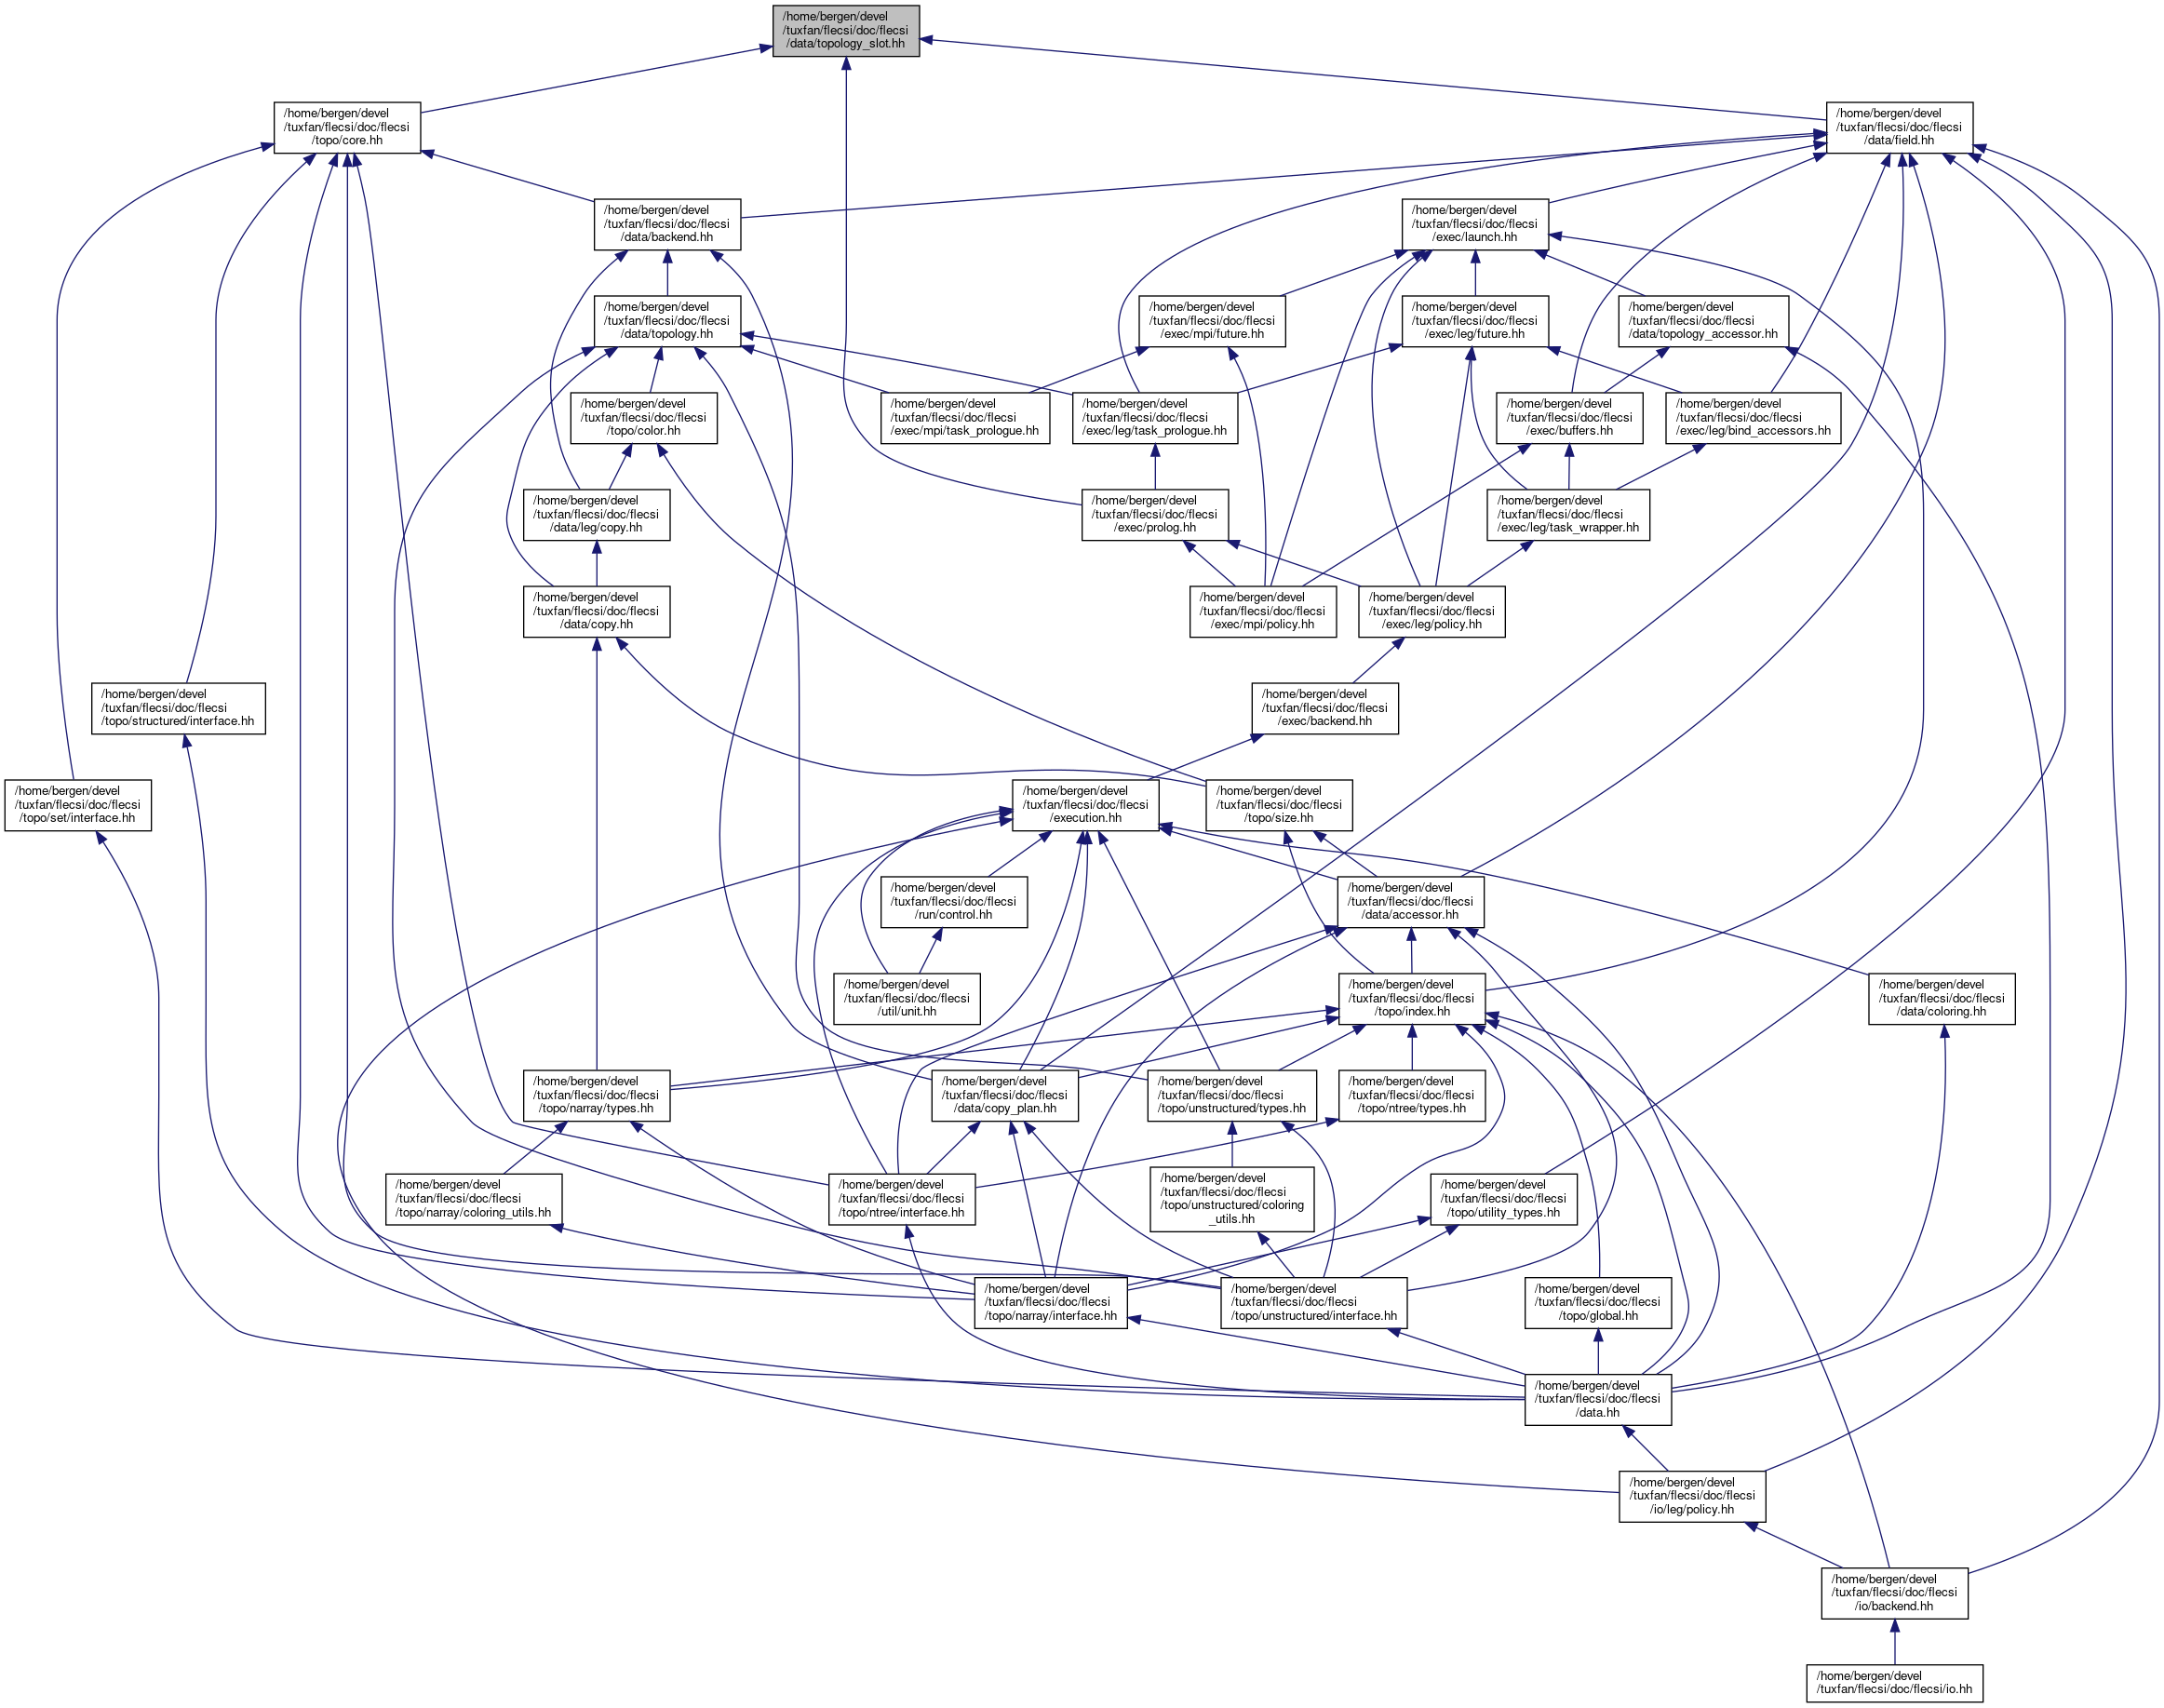 /home/bergen/devel
/tuxfan/flecsi/doc/flecsi
/data/topology_slot.hh
/home/bergen/devel
/tuxfan/flecsi/doc/flecsi
/topo/core.hh
/home/bergen/devel
/tuxfan/flecsi/doc/flecsi
/data/field.hh
/home/bergen/devel
/tuxfan/flecsi/doc/flecsi
/data/backend.hh
/home/bergen/devel
/tuxfan/flecsi/doc/flecsi
/exec/launch.hh
/home/bergen/devel
/tuxfan/flecsi/doc/flecsi
/data/topology.hh
/home/bergen/devel
/tuxfan/flecsi/doc/flecsi
/exec/mpi/future.hh
/home/bergen/devel
/tuxfan/flecsi/doc/flecsi
/exec/leg/future.hh
/home/bergen/devel
/tuxfan/flecsi/doc/flecsi
/data/topology_accessor.hh
/home/bergen/devel
/tuxfan/flecsi/doc/flecsi
/topo/color.hh
/home/bergen/devel
/tuxfan/flecsi/doc/flecsi
/exec/mpi/task_prologue.hh
/home/bergen/devel
/tuxfan/flecsi/doc/flecsi
/exec/leg/task_prologue.hh
/home/bergen/devel
/tuxfan/flecsi/doc/flecsi
/exec/buffers.hh
/home/bergen/devel
/tuxfan/flecsi/doc/flecsi
/exec/leg/bind_accessors.hh
/home/bergen/devel
/tuxfan/flecsi/doc/flecsi
/data/leg/copy.hh
/home/bergen/devel
/tuxfan/flecsi/doc/flecsi
/exec/prolog.hh
/home/bergen/devel
/tuxfan/flecsi/doc/flecsi
/exec/leg/task_wrapper.hh
/home/bergen/devel
/tuxfan/flecsi/doc/flecsi
/data/copy.hh
/home/bergen/devel
/tuxfan/flecsi/doc/flecsi
/exec/mpi/policy.hh
/home/bergen/devel
/tuxfan/flecsi/doc/flecsi
/exec/leg/policy.hh
/home/bergen/devel
/tuxfan/flecsi/doc/flecsi
/topo/structured/interface.hh
/home/bergen/devel
/tuxfan/flecsi/doc/flecsi
/exec/backend.hh
/home/bergen/devel
/tuxfan/flecsi/doc/flecsi
/topo/set/interface.hh
/home/bergen/devel
/tuxfan/flecsi/doc/flecsi
/execution.hh
/home/bergen/devel
/tuxfan/flecsi/doc/flecsi
/topo/size.hh
/home/bergen/devel
/tuxfan/flecsi/doc/flecsi
/run/control.hh
/home/bergen/devel
/tuxfan/flecsi/doc/flecsi
/data/accessor.hh
/home/bergen/devel
/tuxfan/flecsi/doc/flecsi
/util/unit.hh
/home/bergen/devel
/tuxfan/flecsi/doc/flecsi
/topo/index.hh
/home/bergen/devel
/tuxfan/flecsi/doc/flecsi
/data/coloring.hh
/home/bergen/devel
/tuxfan/flecsi/doc/flecsi
/topo/narray/types.hh
/home/bergen/devel
/tuxfan/flecsi/doc/flecsi
/data/copy_plan.hh
/home/bergen/devel
/tuxfan/flecsi/doc/flecsi
/topo/unstructured/types.hh
/home/bergen/devel
/tuxfan/flecsi/doc/flecsi
/topo/ntree/types.hh
/home/bergen/devel
/tuxfan/flecsi/doc/flecsi
/topo/narray/coloring_utils.hh
/home/bergen/devel
/tuxfan/flecsi/doc/flecsi
/topo/ntree/interface.hh
/home/bergen/devel
/tuxfan/flecsi/doc/flecsi
/topo/unstructured/coloring
_utils.hh
/home/bergen/devel
/tuxfan/flecsi/doc/flecsi
/topo/utility_types.hh
/home/bergen/devel
/tuxfan/flecsi/doc/flecsi
/topo/narray/interface.hh
/home/bergen/devel
/tuxfan/flecsi/doc/flecsi
/topo/unstructured/interface.hh
/home/bergen/devel
/tuxfan/flecsi/doc/flecsi
/topo/global.hh
/home/bergen/devel
/tuxfan/flecsi/doc/flecsi
/data.hh
/home/bergen/devel
/tuxfan/flecsi/doc/flecsi
/io/leg/policy.hh
/home/bergen/devel
/tuxfan/flecsi/doc/flecsi
/io/backend.hh
/home/bergen/devel
/tuxfan/flecsi/doc/flecsi/io.hh